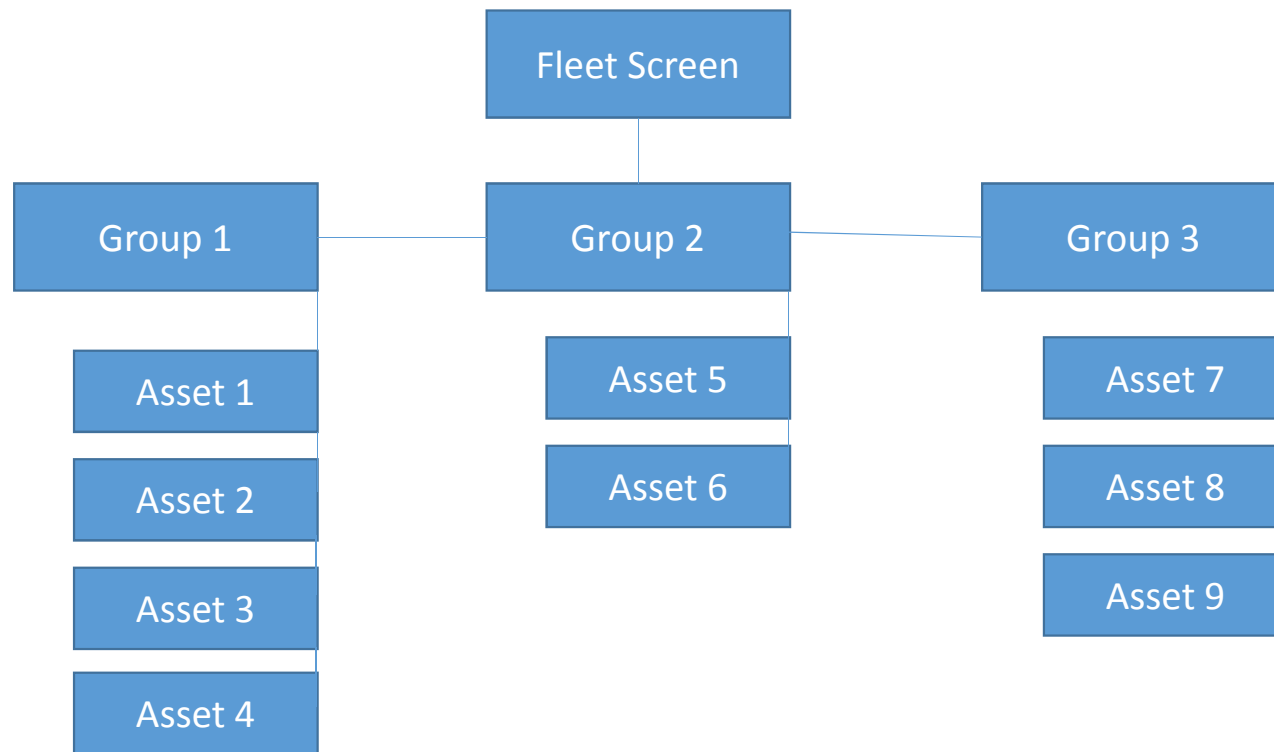 Fleet Screen
Group 1
Group 2
Group 3
Asset 1
Asset 2
Asset 3
Asset 4
Asset 5
Asset 6
Asset 7
Asset 8
Asset 9